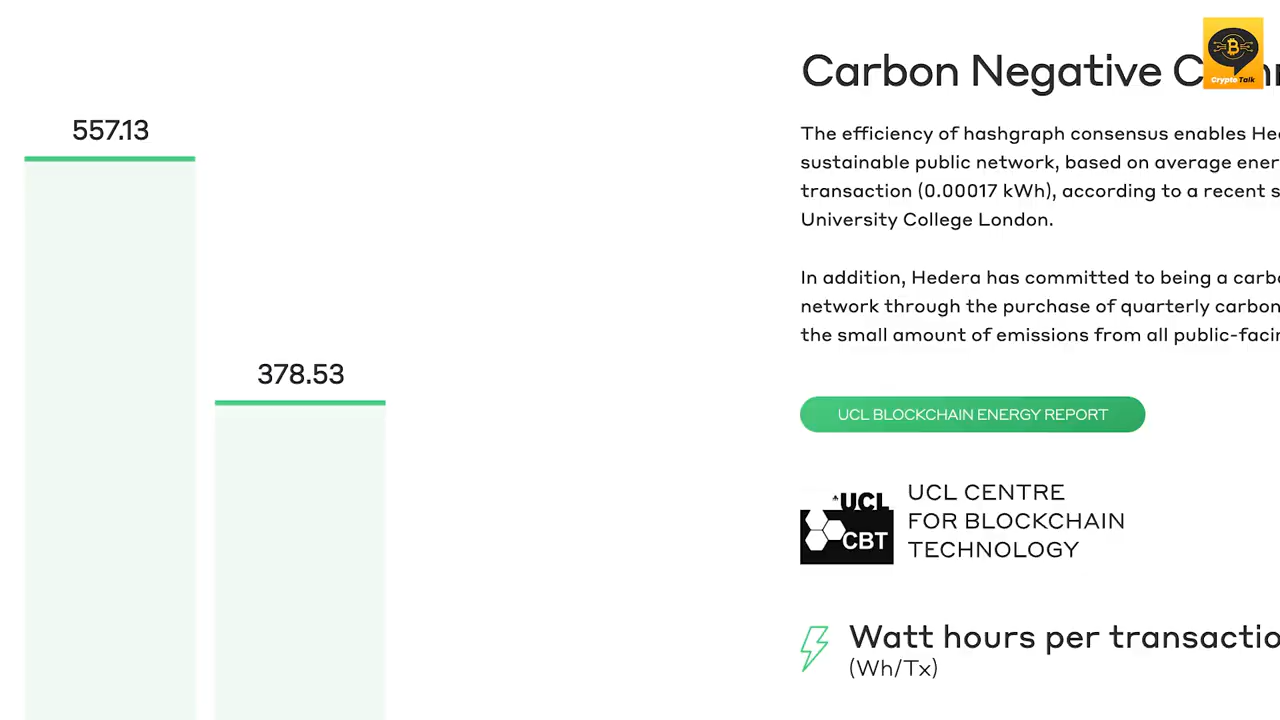 557.13
378.53
Carbon Negative
Crypto Talk
The efficiency of hashgraph consensus enables
sustainable public network, based on average
transaction (0.00017 kWh), according to a recent
University College London.
In addition, Hedera has committed to being a
network through the purchase of quarterly carbon
the small amount of emissions from all
UCL BLOCKCHAIN ENERGY REPORT
UCL
CBT
UCL CENTRE
FOR BLOCKCHAIN
TECHNOLOGY
Watt hours per
(Wh/Tx)